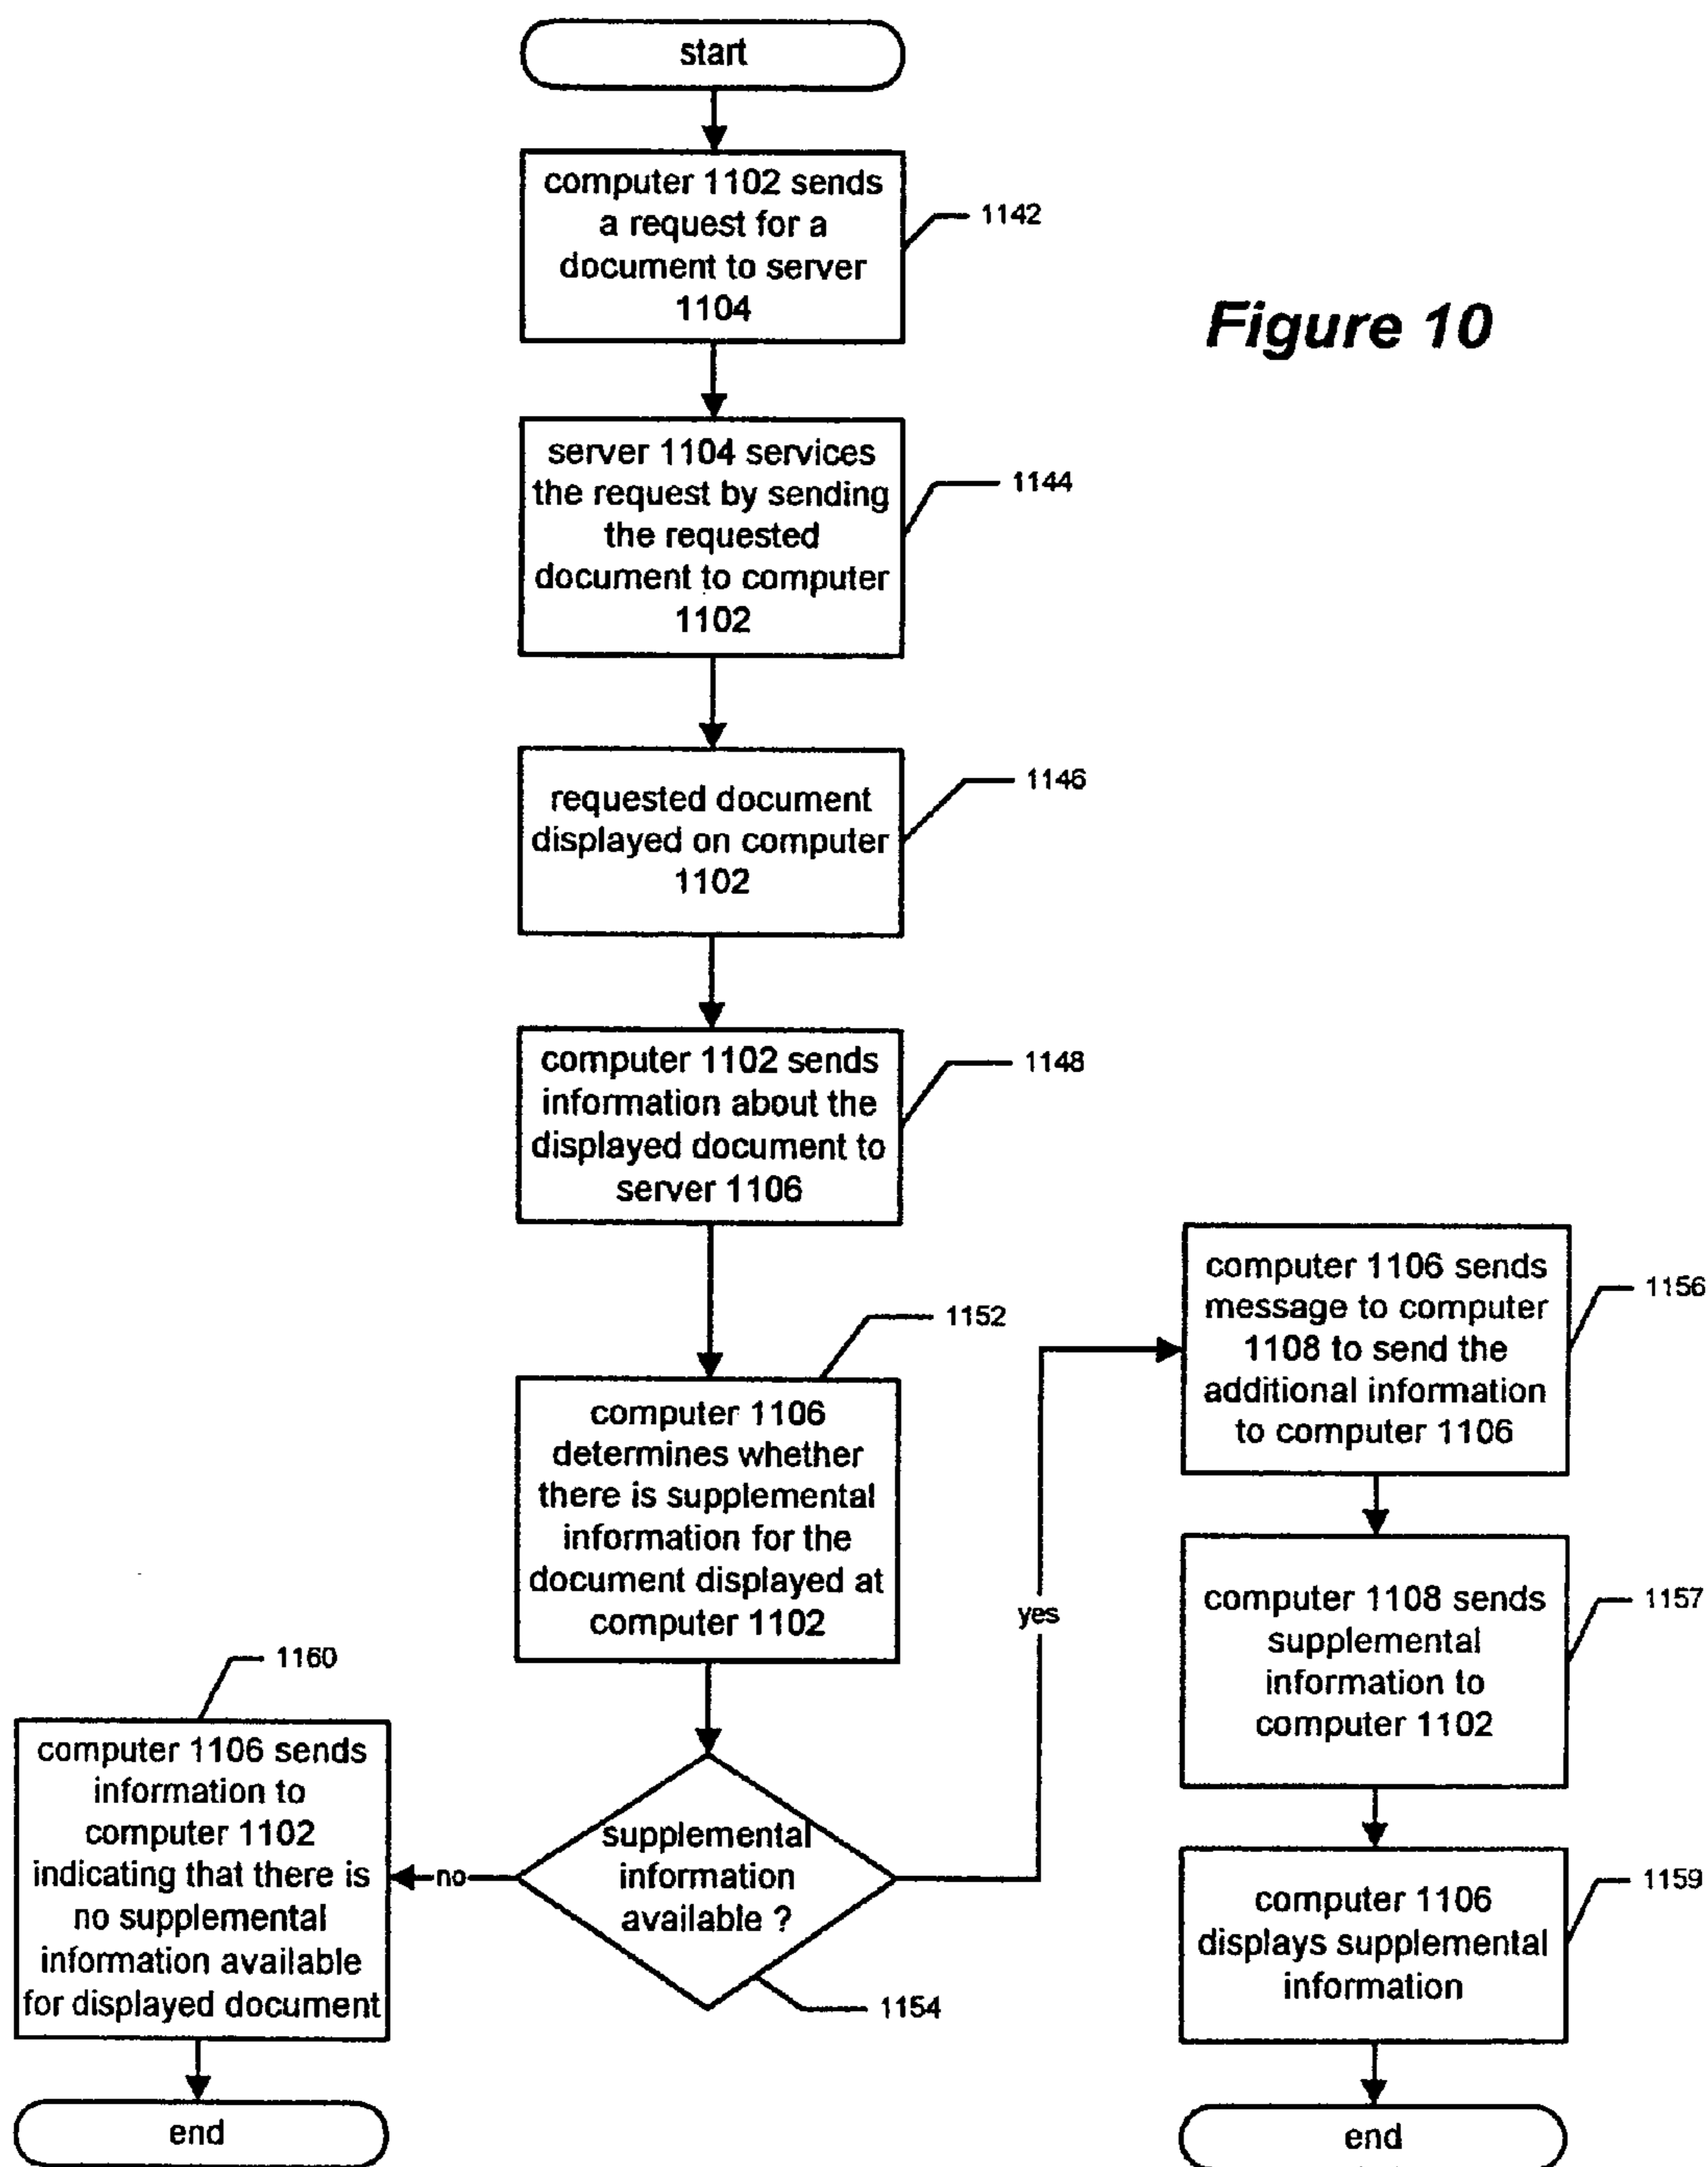 start
computer 1102 sends
a request for a
document to server
1104
1142
Figure 10
server 1104 services
the request by sending
the requested
document to computer
1102
1144
requested document
displayed on computer
1102
1146
computer 1102 sends
information about the
displayed document to
server 1106
1148
computer 1106
determines whether
there is supplemental
information for the
document displayed at
computer 1102
1152
supplemental
information
available ?
1154
no
yes
computer 1106 sends
information to
computer 1102
indicating that there is
no supplemental
information available
for displayed document
1160
end
computer 1106 sends
message to computer
1108 to send the
additional information
to computer 1106
1156
computer 1108 sends
supplemental
information to
computer 1102
1157
computer 1106
displays supplemental
information
1159
end